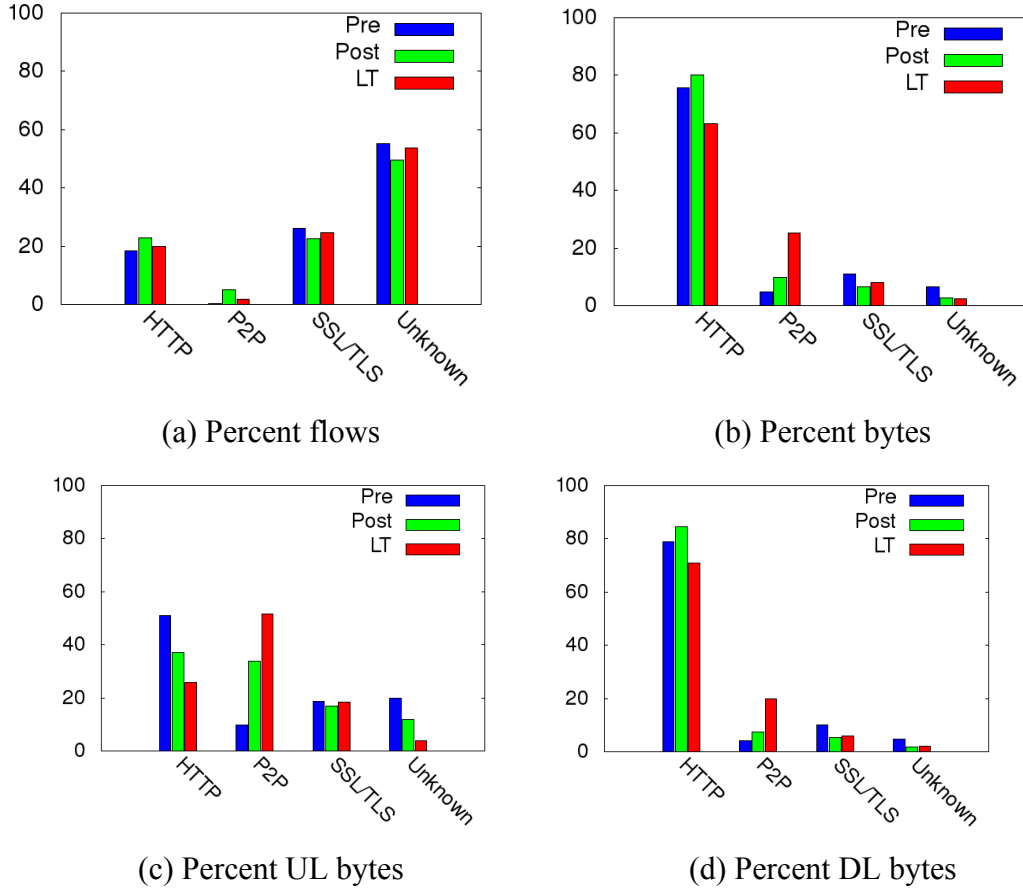 100
80
60
40
20
0
Pre
Post
LT
HTTP
P2P
SSL/TLS
Unknown
(a) Percent flows
100
80
60
40
20
0
Pre
Post
LT
HTTP
P2P
SSL/TLS
Unknown
(b) Percent bytes
100
80
60
40
20
0
Pre
Post
LT
HTTP
P2P
SSL/TLS
Unknown
(c) Percent UL bytes
100
80
60
40
20
0
Pre
Post
LT
HTTP
P2P
SSL/TLS
Unknown
(d) Percent DL bytes